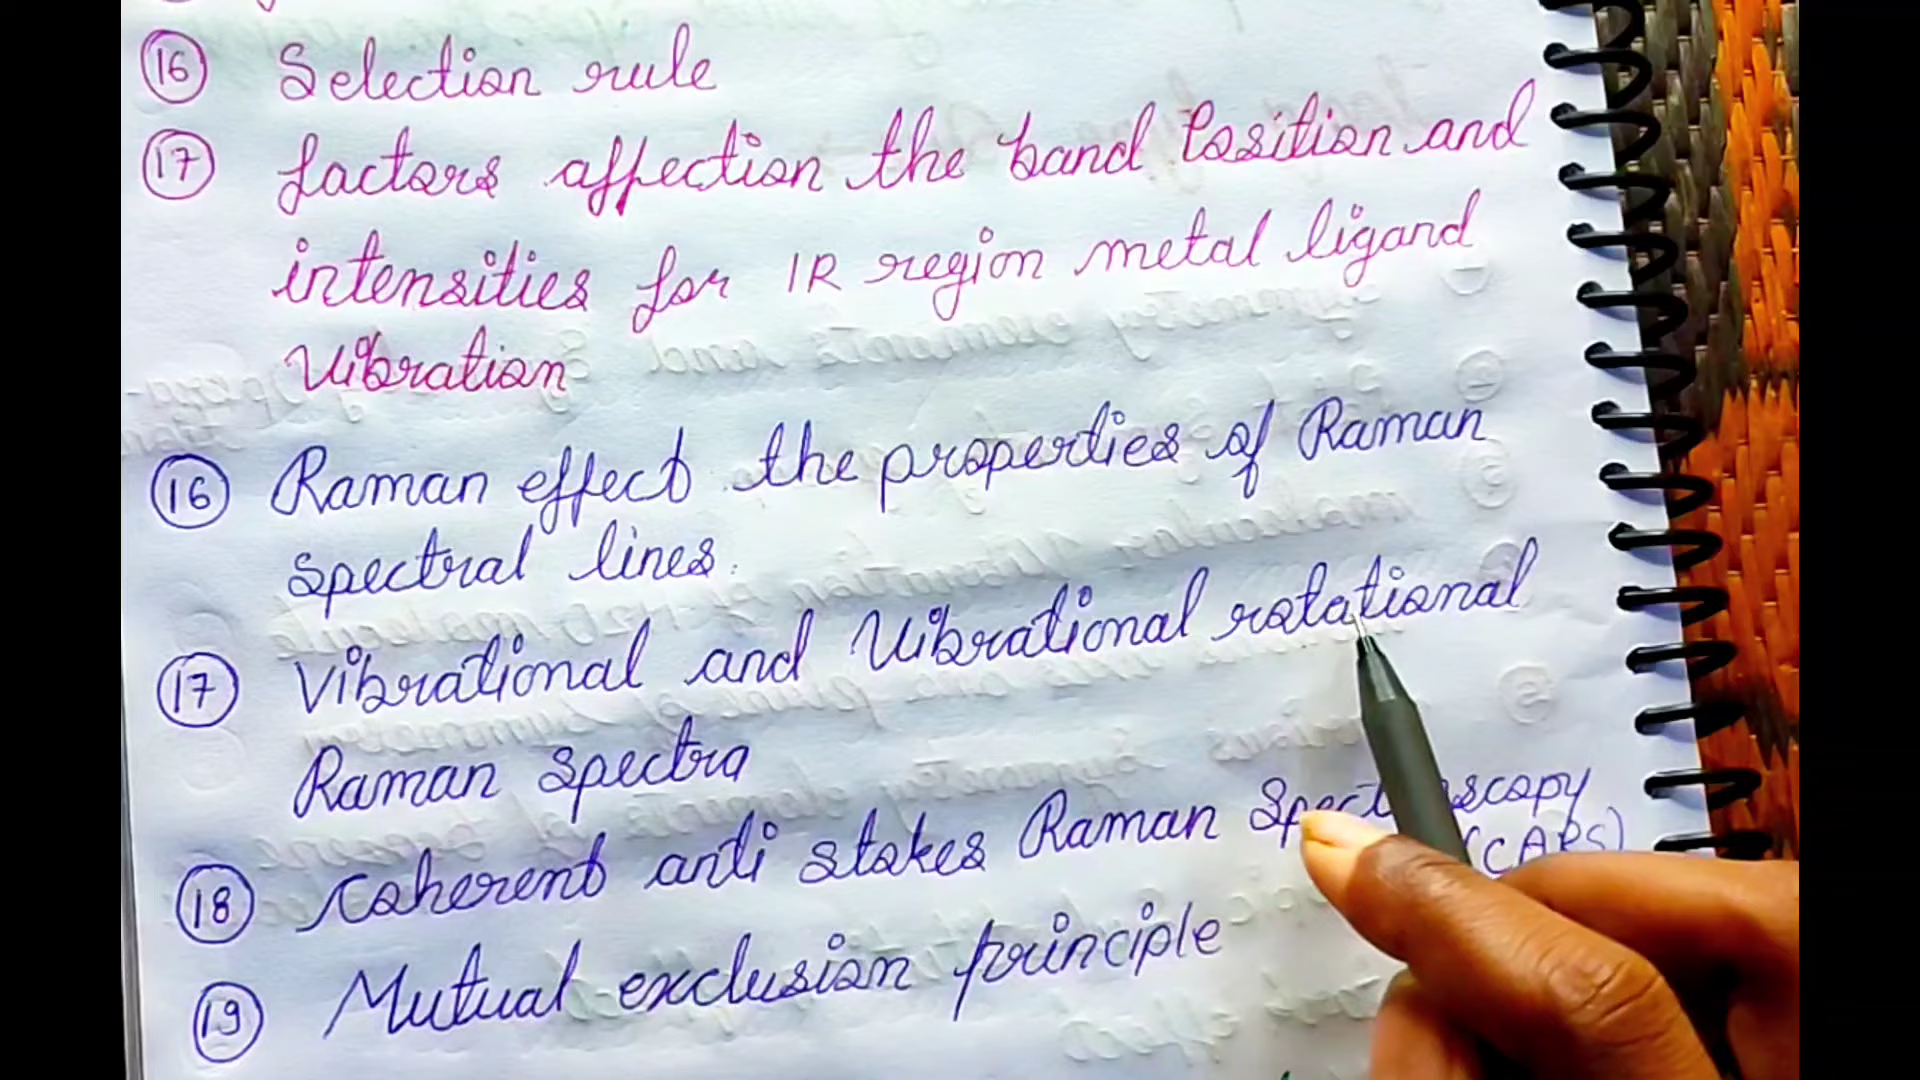 16 Selection rule
17 factors affection the band Position and
intensities for IR region metal ligand
Vibration
16 Raman effect the properties of Raman
Spectral lines.
17 Vibrational and Vibrational rotational
Raman Spectra
18 Coherent anti stokes Raman
(CARS)
19 Mutual exclusion principle